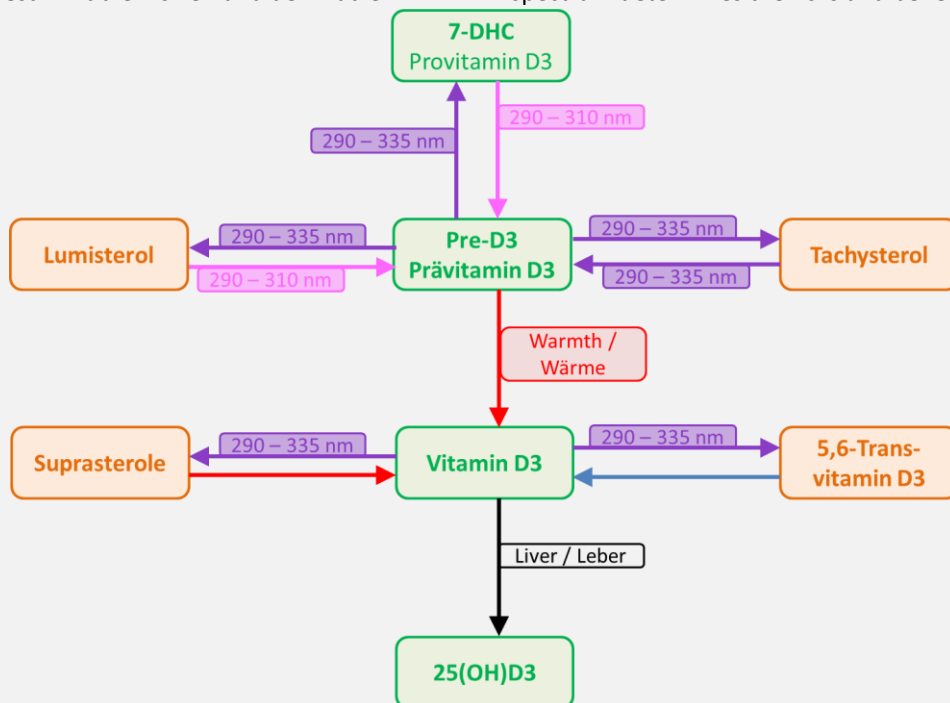 7-DHC
Provitamin D3
290 – 310 nm
290 – 335 nm
Lumisterol
290 – 335 nm
290 – 310 nm
Pre-D3
Prävitamin D3
290 – 335 nm
290 – 335 nm
Tachysterol
Warmth /
Wärme
Suprasterole
290 – 335 nm
Vitamin D3
290 – 335 nm
5,6-Trans-
vitamin D3
Liver / Leber
25(OH)D3